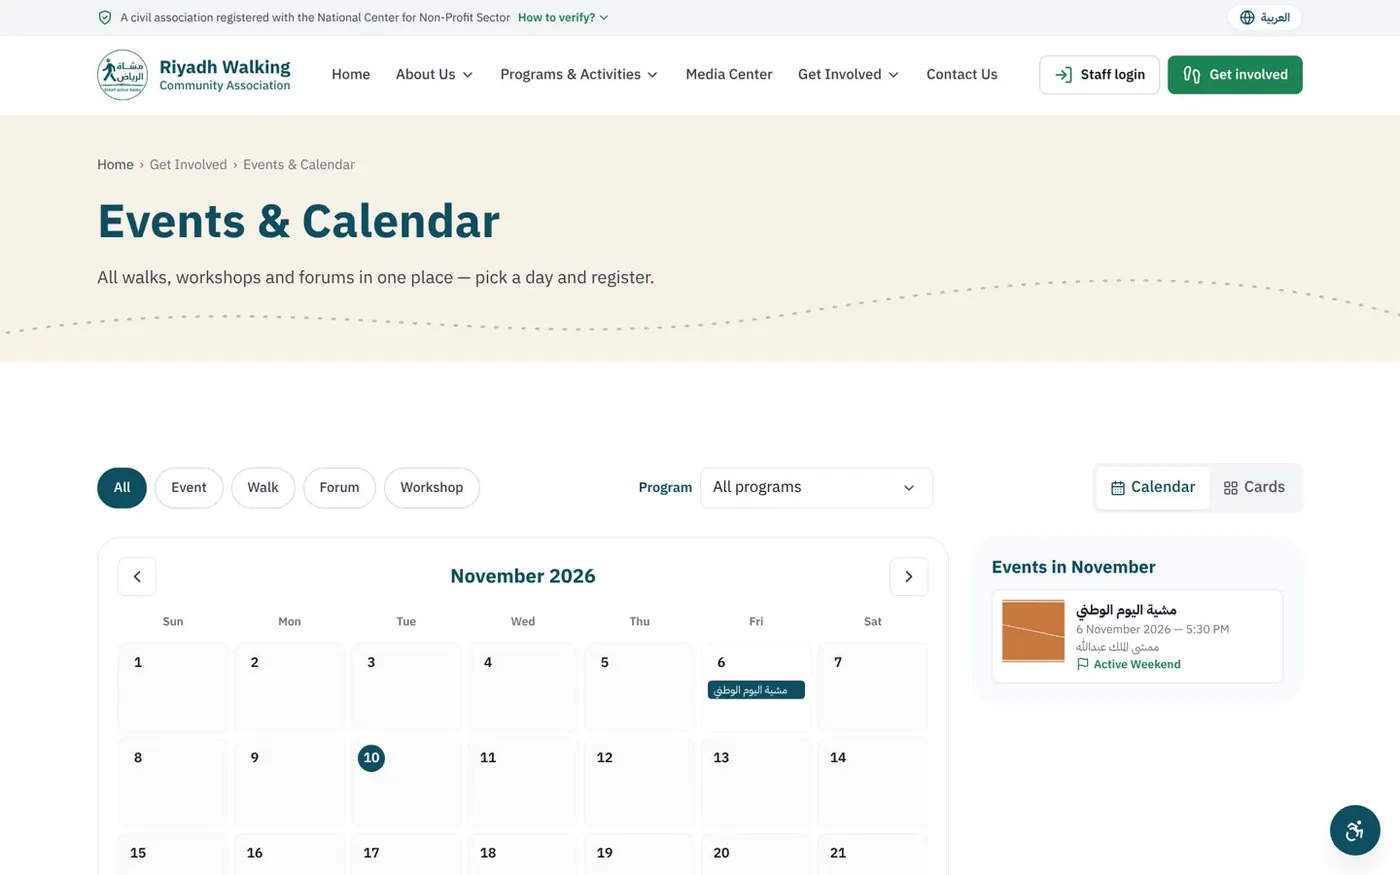 A civil association registered with the National Center for Non-Profit Sector How to verify?
العربية
مشاة
الرياض
Riyadh Walking
Community Association
Home
About Us
Programs & Activities
Media Center
Get Involved
Contact Us
Staff login
Get involved
Home › Get Involved › Events & Calendar
Events & Calendar
All walks, workshops and forums in one place — pick a day and register.
All
Event
Walk
Forum
Workshop
Program
All programs
Calendar
Cards
November 2026
Sun Mon Tue Wed Thu Fri Sat
1 2 3 4 5 6 7
مشية اليوم الوطني
8 9 10 11 12 13 14
15 16 17 18 19 20 21
Events in November
مشية اليوم الوطني
6 November 2026 — 5:30 PM
ممشى الملك عبدالله
Active Weekend